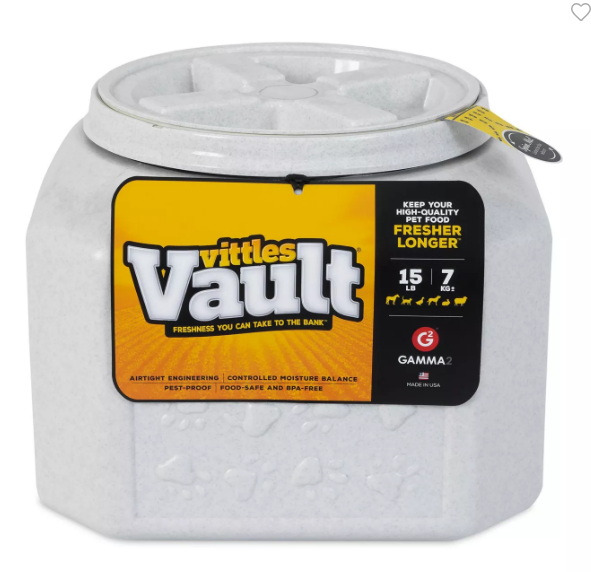 KEEP YOUR
HIGH-QUALITY
PET FOOD
FRESHER
LONGER
vittles
Vault
FRESHNESS YOU CAN TAKE TO THE BANK™
15 | 7
LB KG±
G2
GAMMA2
MADE IN USA
AIRTIGHT ENGINEERING | CONTROLLED MOISTURE BALANCE
PEST-PROOF | FOOD-SAFE AND BPA-FREE